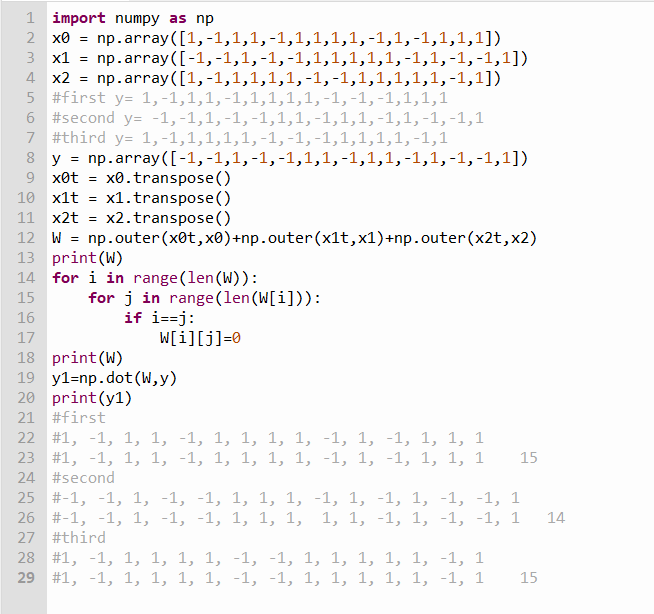 1 import numpy as np
2 x0 = np.array([1,-1,1,1,-1,1,1,1,1,-1,1,-1,1,1,1])
3 x1 = np.array([-1,-1,1,-1,-1,1,1,1,1,1,-1,1,-1,-1,1])
4 x2 = np.array([1,-1,1,1,1,1,-1,-1,1,1,1,1,1,-1,1])
5 #first y= 1,-1,1,1,-1,1,1,1,1,-1,-1,-1,1,1,1
6 #second y= -1,-1,1,-1,-1,1,1,-1,1,1,-1,1,-1,-1,1
7 #third y= 1,-1,1,1,1,1,-1,-1,-1,1,1,1,1,-1,1
8 y = np.array([-1,-1,1,-1,-1,1,1,-1,1,1,-1,1,-1,-1,1])
9 x0t = x0.transpose()
10 x1t = x1.transpose()
11 x2t = x2.transpose()
12 W = np.outer(x0t,x0)+np.outer(x1t,x1)+np.outer(x2t,x2)
13 print(W)
14 for i in range(len(W)):
15     for j in range(len(W[i])):
16         if i==j:
17             W[i][j]=0
18 print(W)
19 y1=np.dot(W,y)
20 print(y1)
21 #first
22 #1, -1, 1, 1, -1, 1, 1, 1, 1, -1, 1, -1, 1, 1, 1
23 #1, -1, 1, 1, -1, 1, 1, 1, 1, -1, 1, -1, 1, 1, 1    15
24 #second
25 #-1, -1, 1, -1, -1, 1, 1, 1, -1, 1, -1, 1, -1, -1, 1
26 #-1, -1, 1, -1, -1, 1, 1, 1,  1, 1, -1, 1, -1, -1, 1   14
27 #third
28 #1, -1, 1, 1, 1, 1, -1, -1, 1, 1, 1, 1, 1, -1, 1
29 #1, -1, 1, 1, 1, 1, -1, -1, 1, 1, 1, 1, 1, -1, 1    15